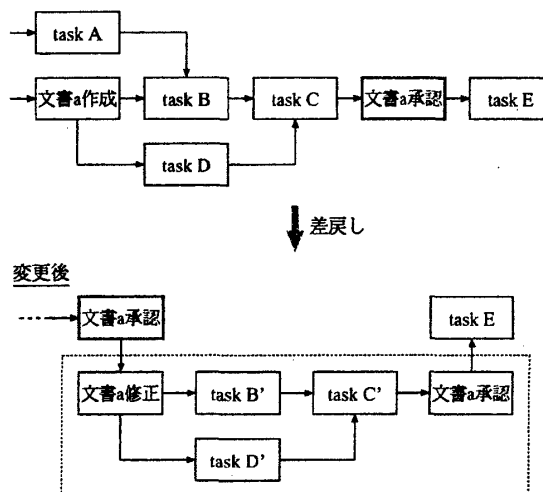 task A
文書a作成
task B
task C
文書a承認
task E
task D
差戻し
変更後
文書a承認
task E
文書a修正
task B’
task C’
文書a承認
task D’